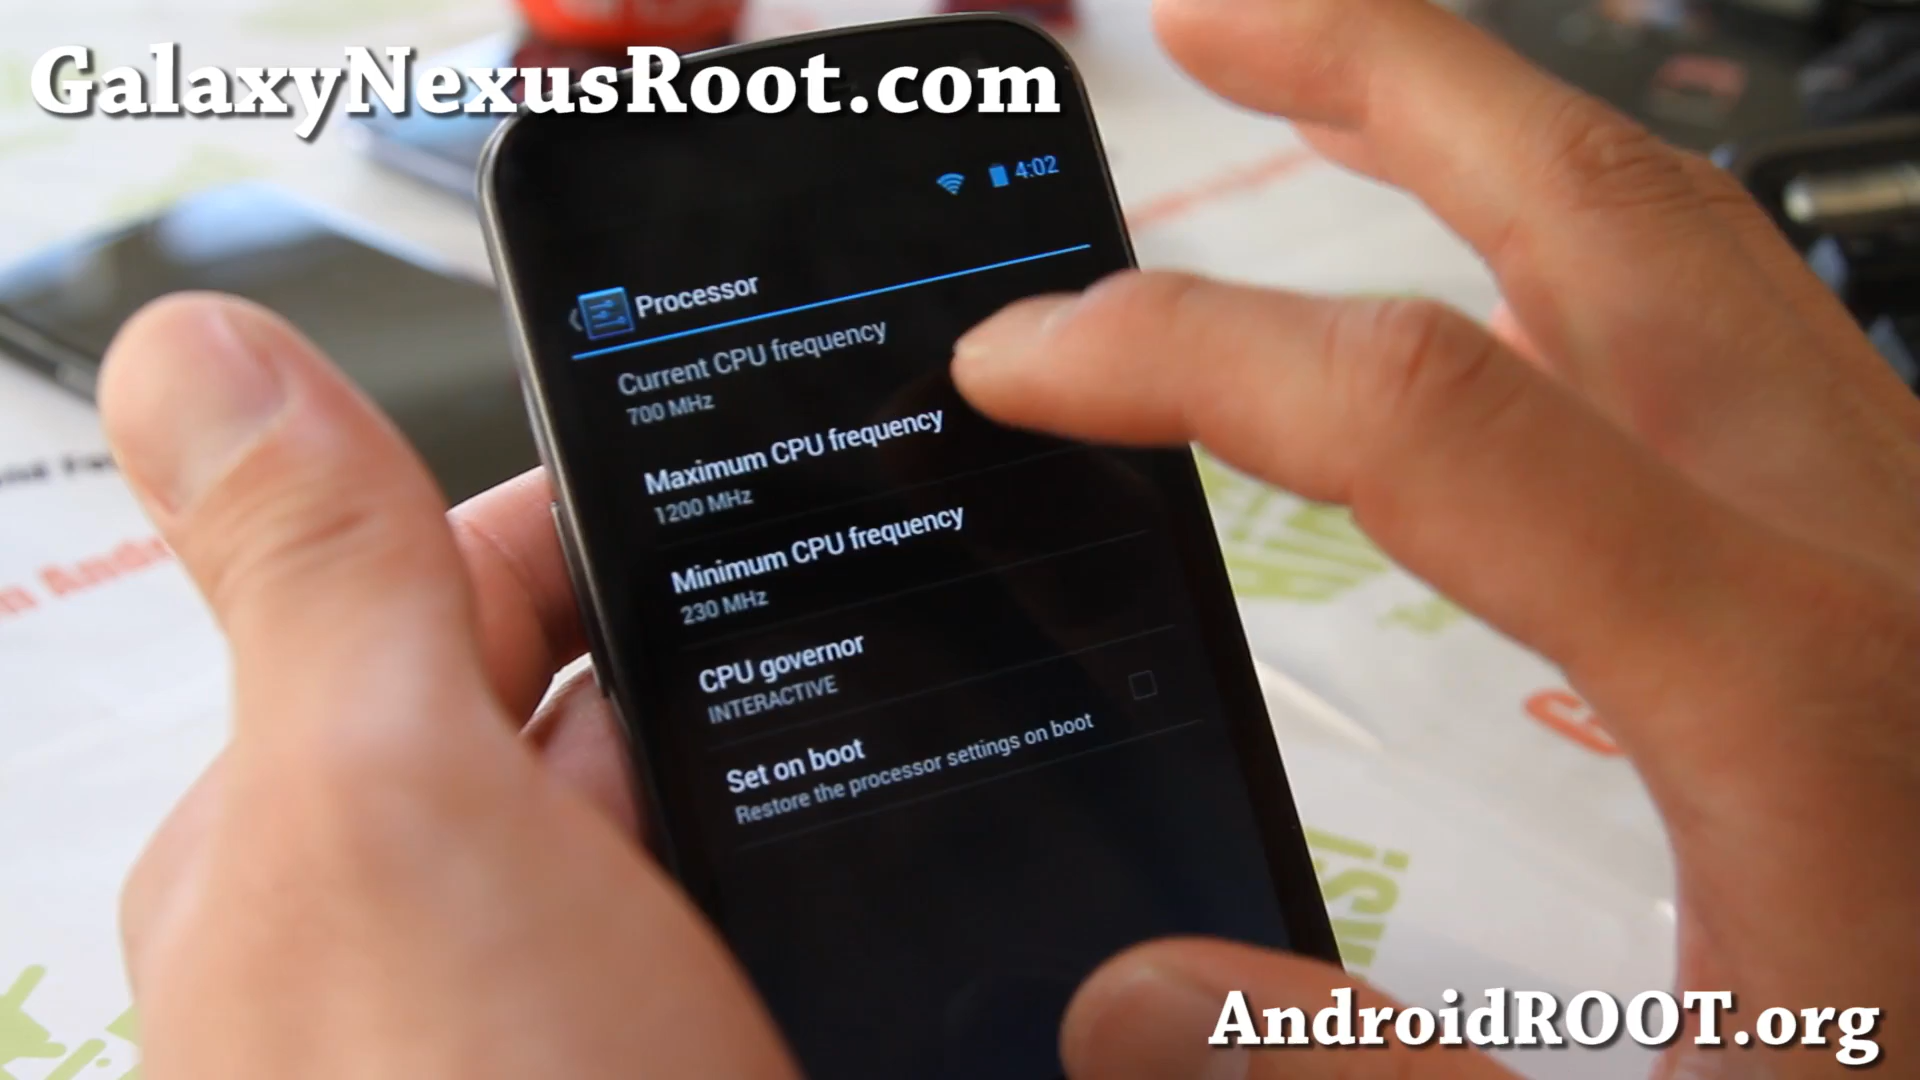 GalaxyNexusRoot.com
4:02
Processor
Current CPU frequency
700 MHz
Maximum CPU frequency
1200 MHz
Minimum CPU frequency
230 MHz
CPU governor
INTERACTIVE
Set on boot
Restore the processor settings on boot
AndroidROOT.org